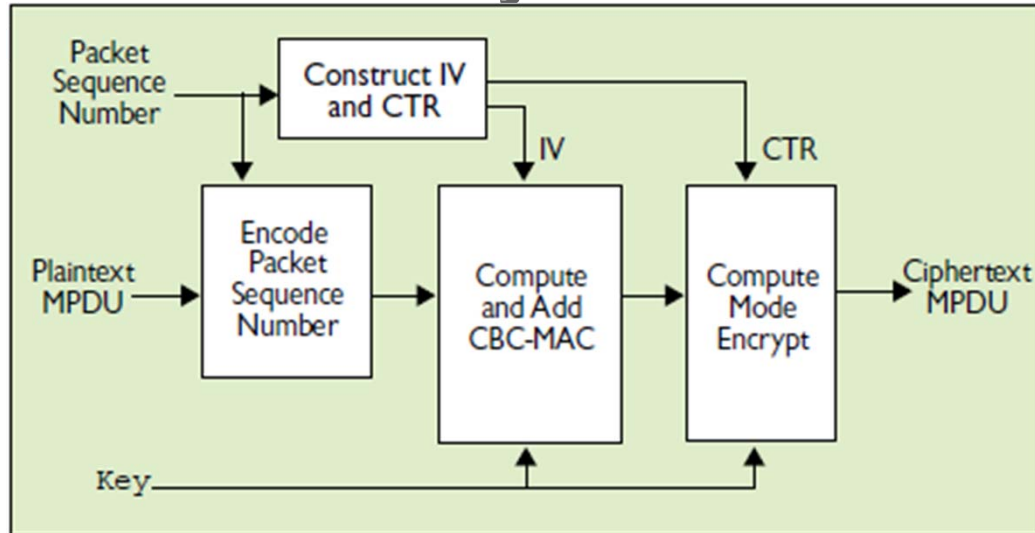 Packet
Sequence
Number
Construct IV
and CTR
IV
CTR
Plaintext
MPDU
Encode
Packet
Sequence
Number
Compute
and Add
CBC-MAC
Compute
Mode
Encrypt
Ciphertext
MPDU
Key